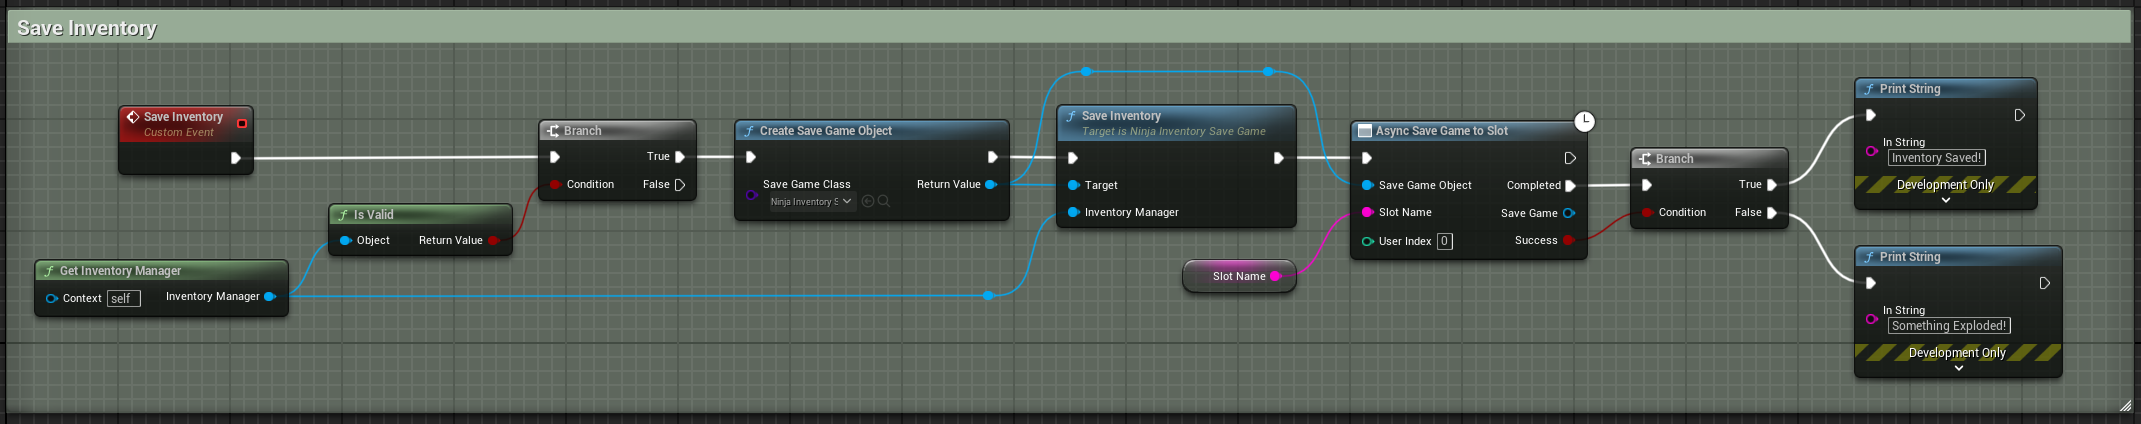 Save Inventory
Save Inventory
Custom Event
Get Inventory Manager
Context self
Inventory Manager
Is Valid
Object
Return Value
Branch
True
Condition
False
Create Save Game Object
Save Game Class
Ninja Inventory S
Return Value
Save Inventory
Target is Ninja Inventory Save Game
Target
Inventory Manager
Slot Name
Async Save Game to Slot
Save Game Object
Completed
Slot Name
Save Game
User Index 0
Success
Branch
True
Condition
False
Print String
In String
Inventory Saved!
Development Only
Print String
In String
Something Exploded!
Development Only